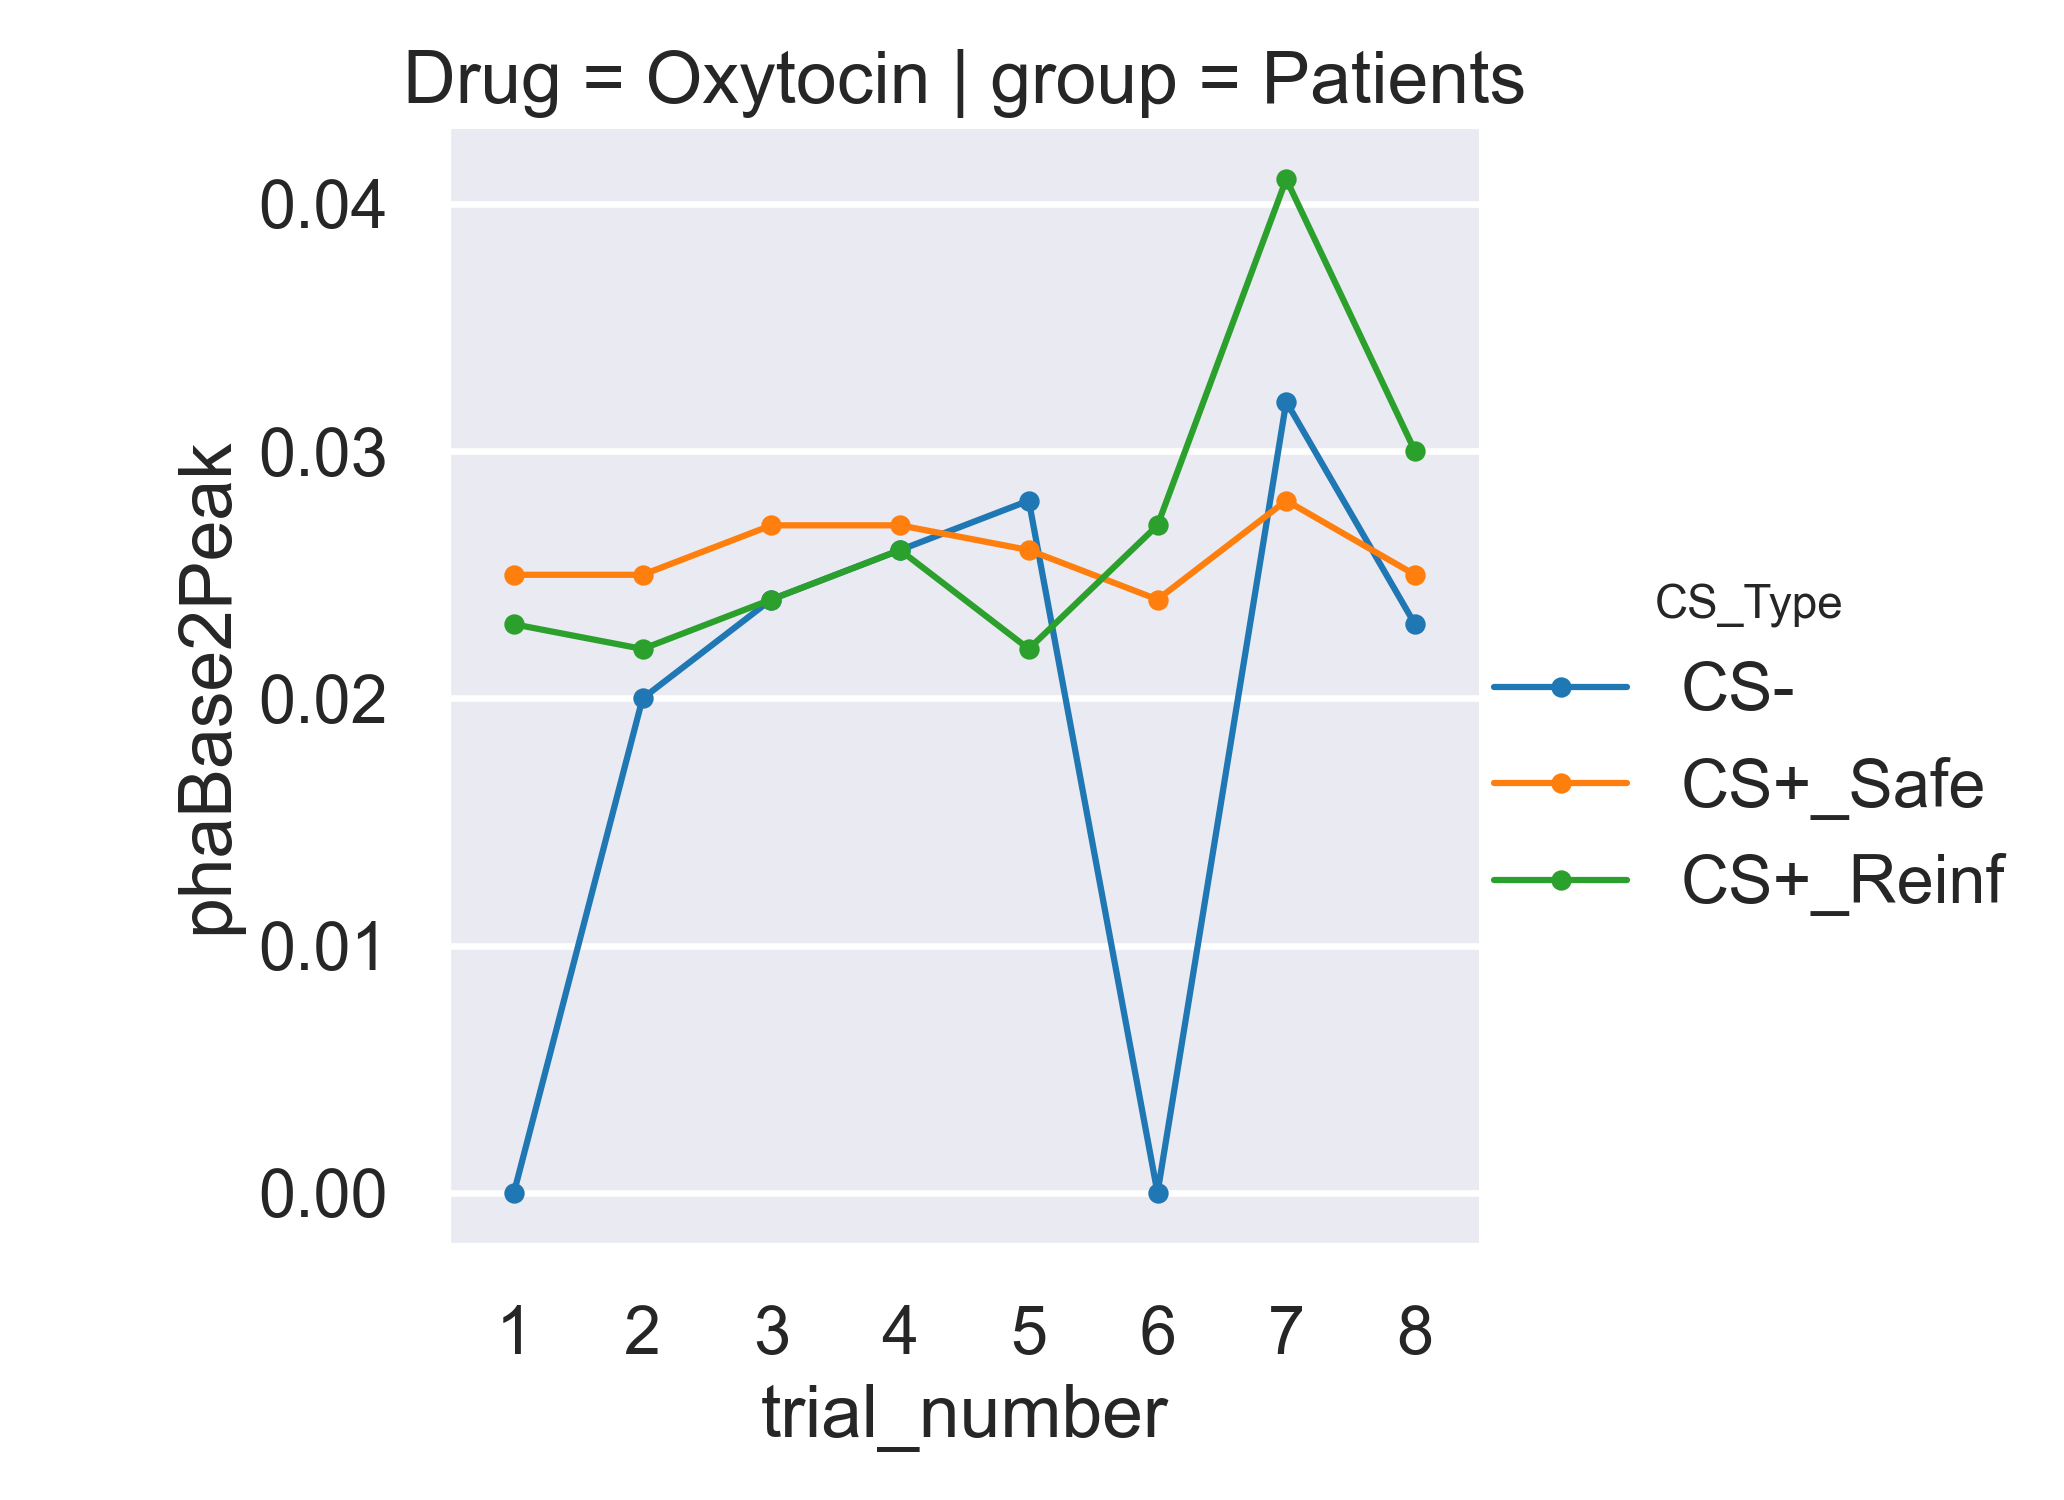 Drug = Oxytocin | group = Patients
phaBase2Peak
0.04
0.03
0.02
0.01
0.00
1 2 3 4 5 6 7 8
trial_number
CS_Type
CS-
CS+_Safe
CS+_Reinf